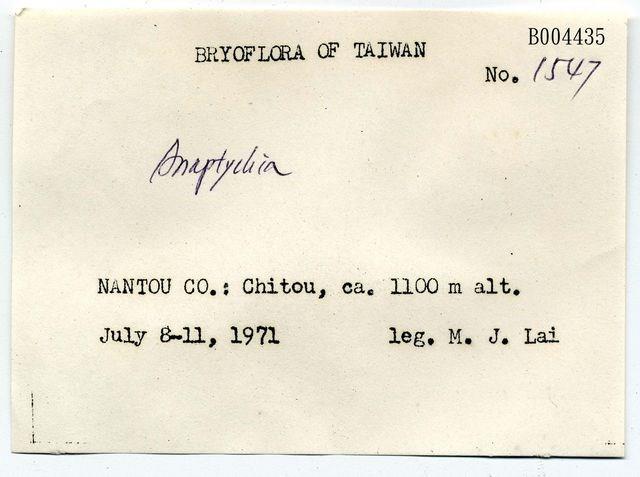 B004435
BRYOFLORA OF TAIWAN
No. 1547
Anaptychia
NANTOU CO.: Chitou, ca. 1100 m alt.
July 8-11, 1971 leg. M. J. Lai